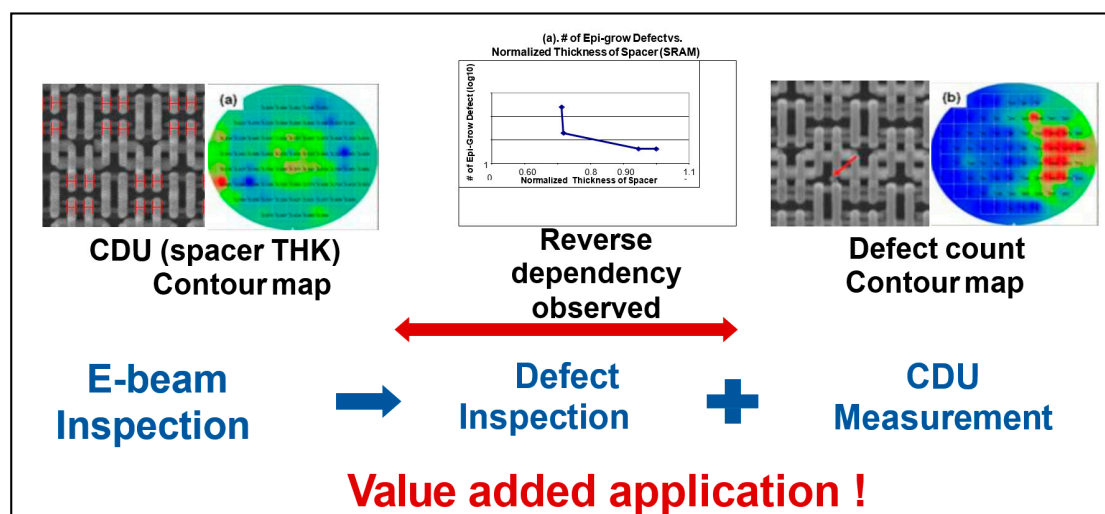 (a). # of Epi-grow Defectvs.
Normalized Thickness of Spacer (SRAM)
(a)
# of Epi-Grow Defect (log10)
1
0 0.60 0.8 0.90 1.1
Normalized Thickness of Spacer
(b)
CDU (spacer THK)
Contour map
Reverse
dependency
observed
Defect count
Contour map
E-beam
Inspection
Defect
Inspection
CDU
Measurement
Value added application !